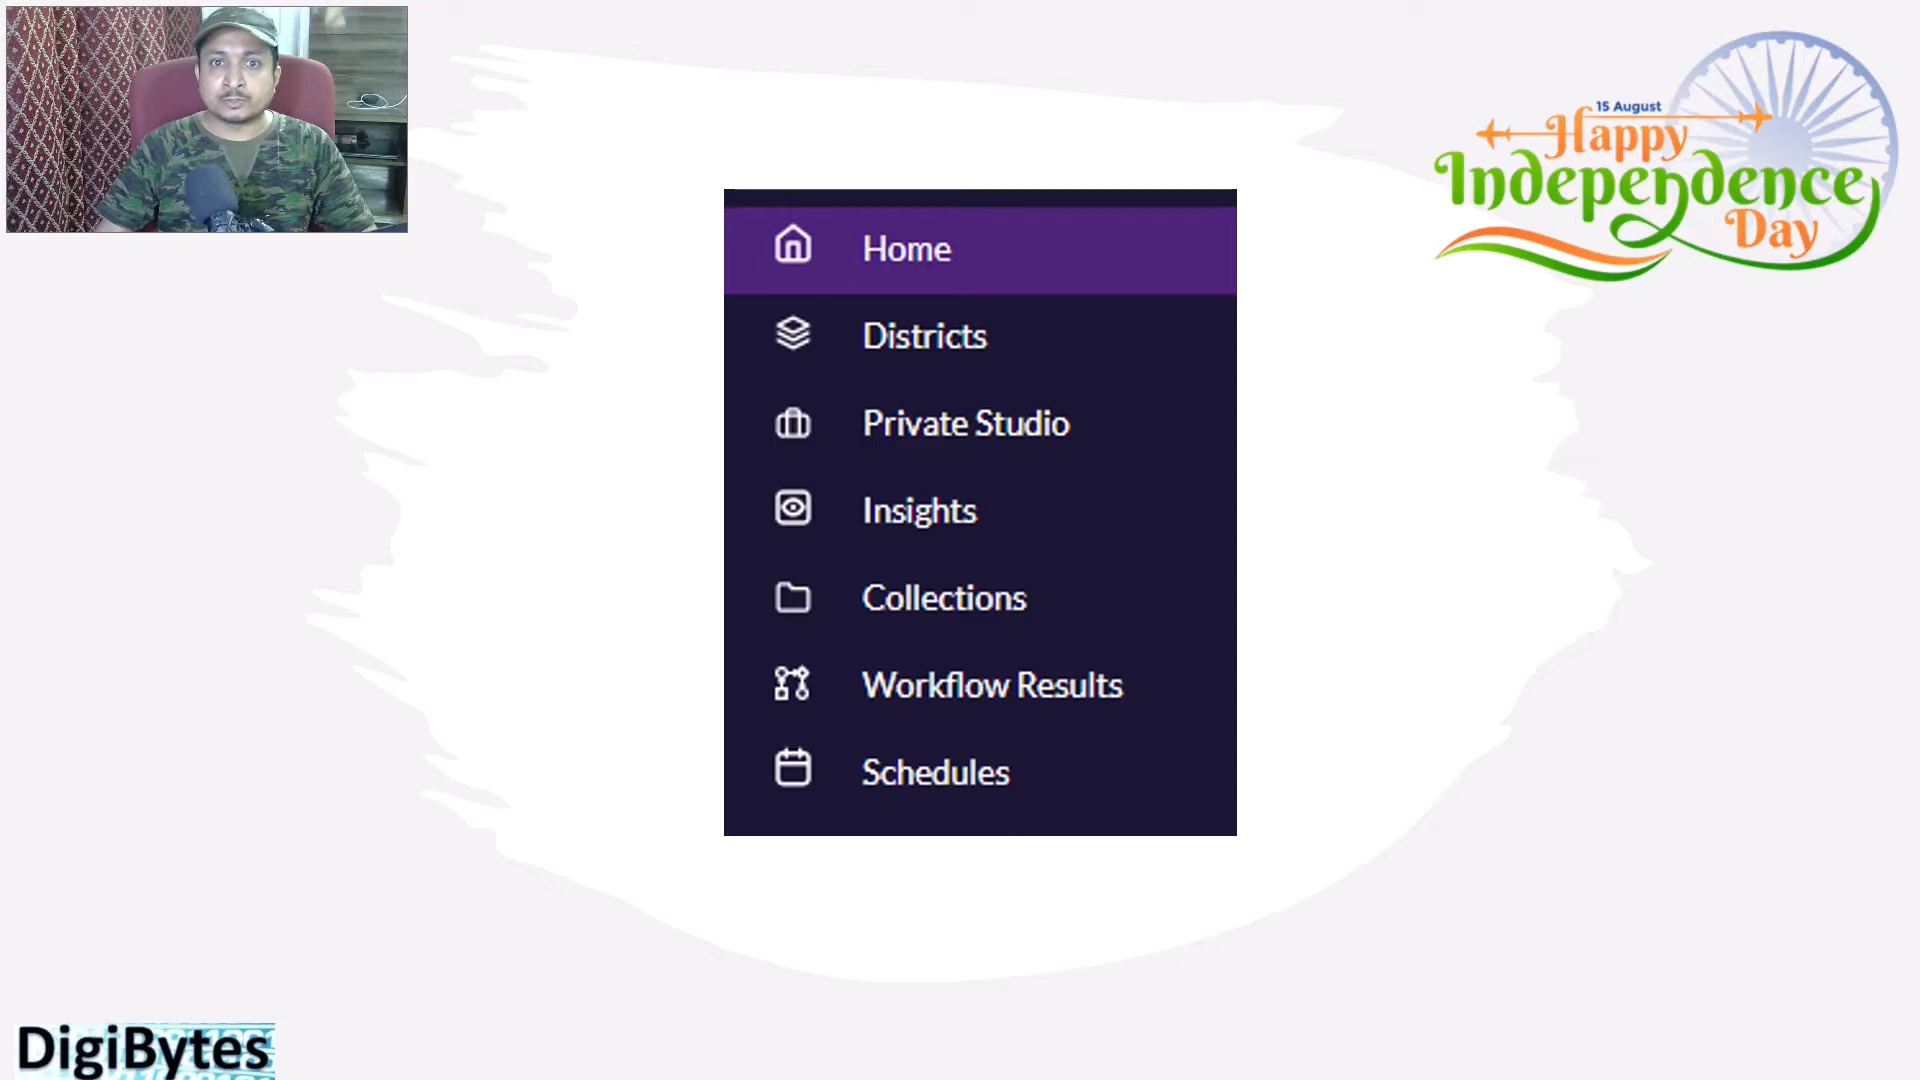 15 August
Happy
Independence
Day
Home
Districts
Private Studio
Insights
Collections
Workflow Results
Schedules
DigiBytes